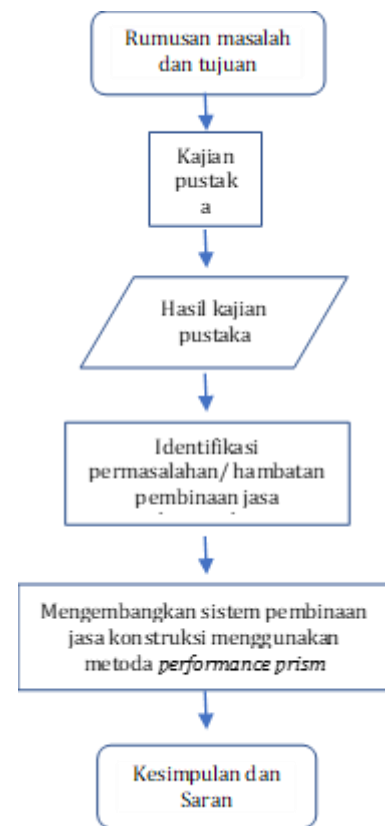 Rumusan masalah
dan tujuan
Kajian
pustak
a
Hasil kajian
pustaka
Identifikasi
permasalahan/ hambatan
pembinaan jasa
Mengembangkan sistem pembinaan
jasa konstruksi menggunakan
metoda performance prism
Kesimpulan dan
Saran